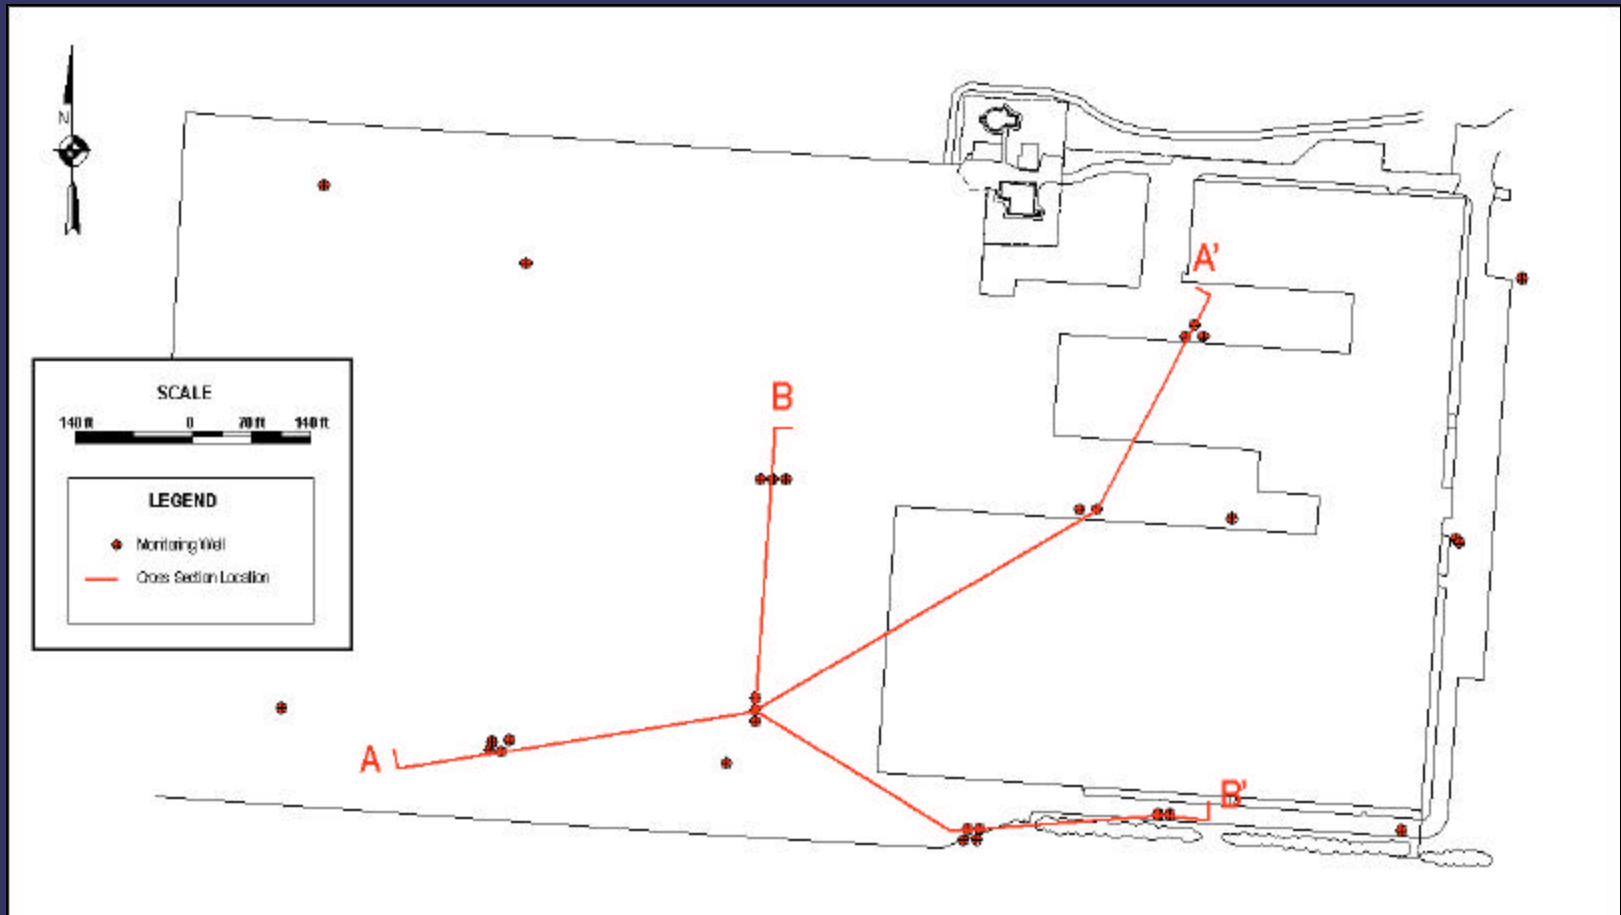 N
A'
B
SCALE
140 ft 0 70 ft 140 ft
LEGEND
Monitoring Well
Cross Section Location
A
B'